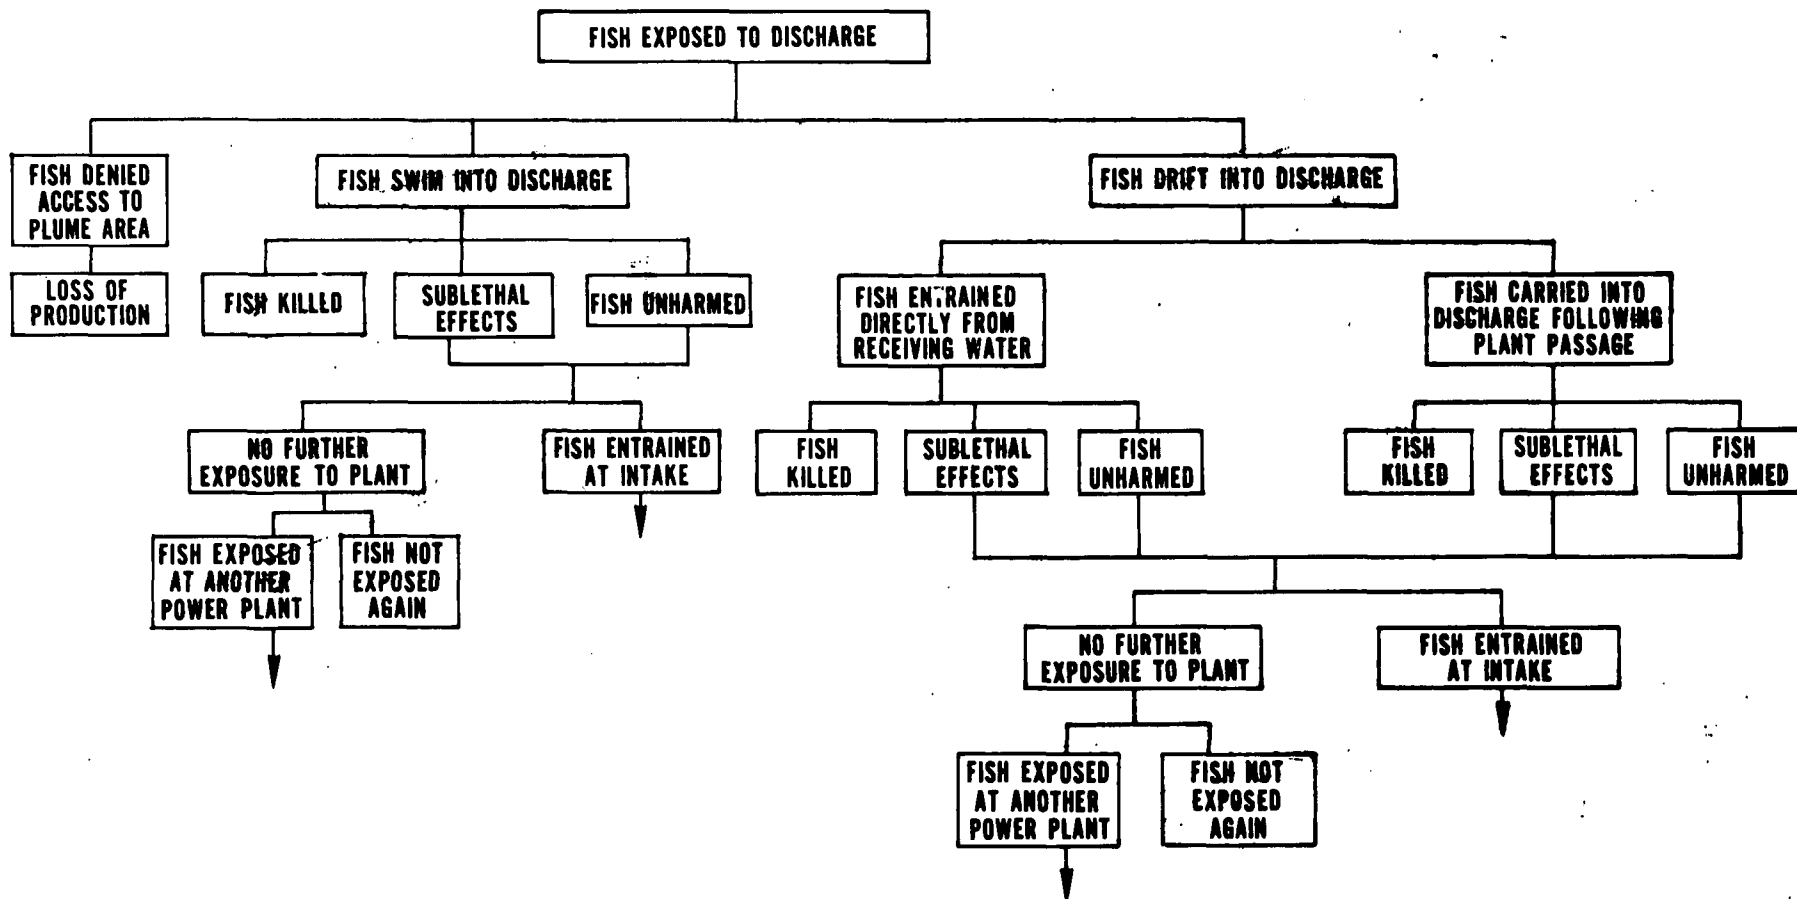 FISH EXPOSED TO DISCHARGE
FISH DENIED
ACCESS TO
PLUME AREA
FISH SWIM INTO DISCHARGE
FISH DRIFT INTO DISCHARGE
LOSS OF
PRODUCTION
FISH KILLED
SUBLETHAL
EFFECTS
FISH UNHARMED
FISH ENTRAINED
DIRECTLY FROM
RECEIVING WATER
FISH CARRIED INTO
DISCHARGE FOLLOWING
PLANT PASSAGE
NO FURTHER
EXPOSURE TO PLANT
FISH ENTRAINED
AT INTAKE
FISH
KILLED
SUBLETHAL
EFFECTS
FISH
UNHARMED
FISH
KILLED
SUBLETHAL
EFFECTS
FISH
UNHARMED
FISH EXPOSED
AT ANOTHER
POWER PLANT
FISH NOT
EXPOSED
AGAIN
NO FURTHER
EXPOSURE TO PLANT
FISH ENTRAINED
AT INTAKE
FISH EXPOSED
AT ANOTHER
POWER PLANT
FISH NOT
EXPOSED
AGAIN